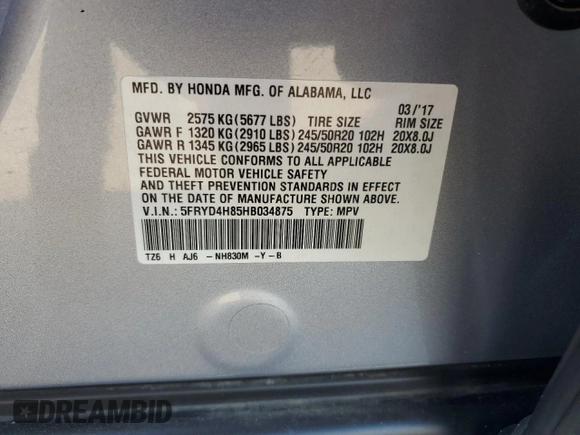 MFD. BY HONDA MFG. OF ALABAMA, LLC
03/'17
GVWR 2575 KG(5677 LBS) TIRE SIZE RIM SIZE
GAWR F 1320 KG(2910 LBS)245/50R20 102H 20X8.0J
GAWR R 1345 KG(2965 LBS)245/50R20 102H 20X8.0J
THIS VEHICLE CONFORMS TO ALL APPLICABLE
FEDERAL MOTOR VEHICLE SAFETY
AND THEFT PREVENTION STANDARDS IN EFFECT
ON THE DATE OF MANUFACTURE SHOWN ABOVE.
V.I.N.: 5FRYD4H85HB034875 TYPE: MPV
TZ6 H AJ6 - NH830M -Y-B
DREAMBID